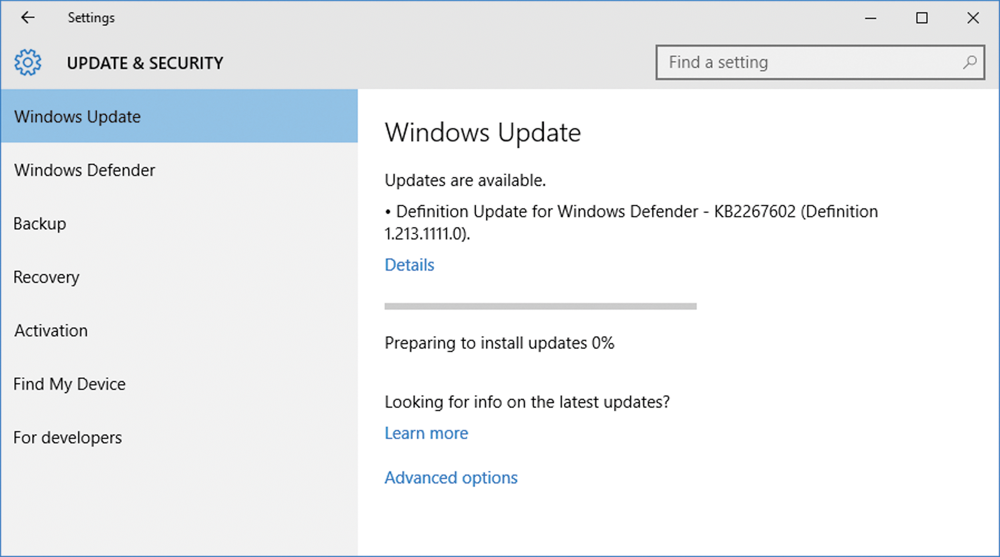 Settings
UPDATE & SECURITY
Find a setting
Windows Update
Windows Defender
Backup
Recovery
Activation
Find My Device
For developers
Windows Update
Updates are available.
• Definition Update for Windows Defender - KB2267602 (Definition
1.213.1111.0).
Details
Preparing to install updates 0%
Looking for info on the latest updates?
Learn more
Advanced options